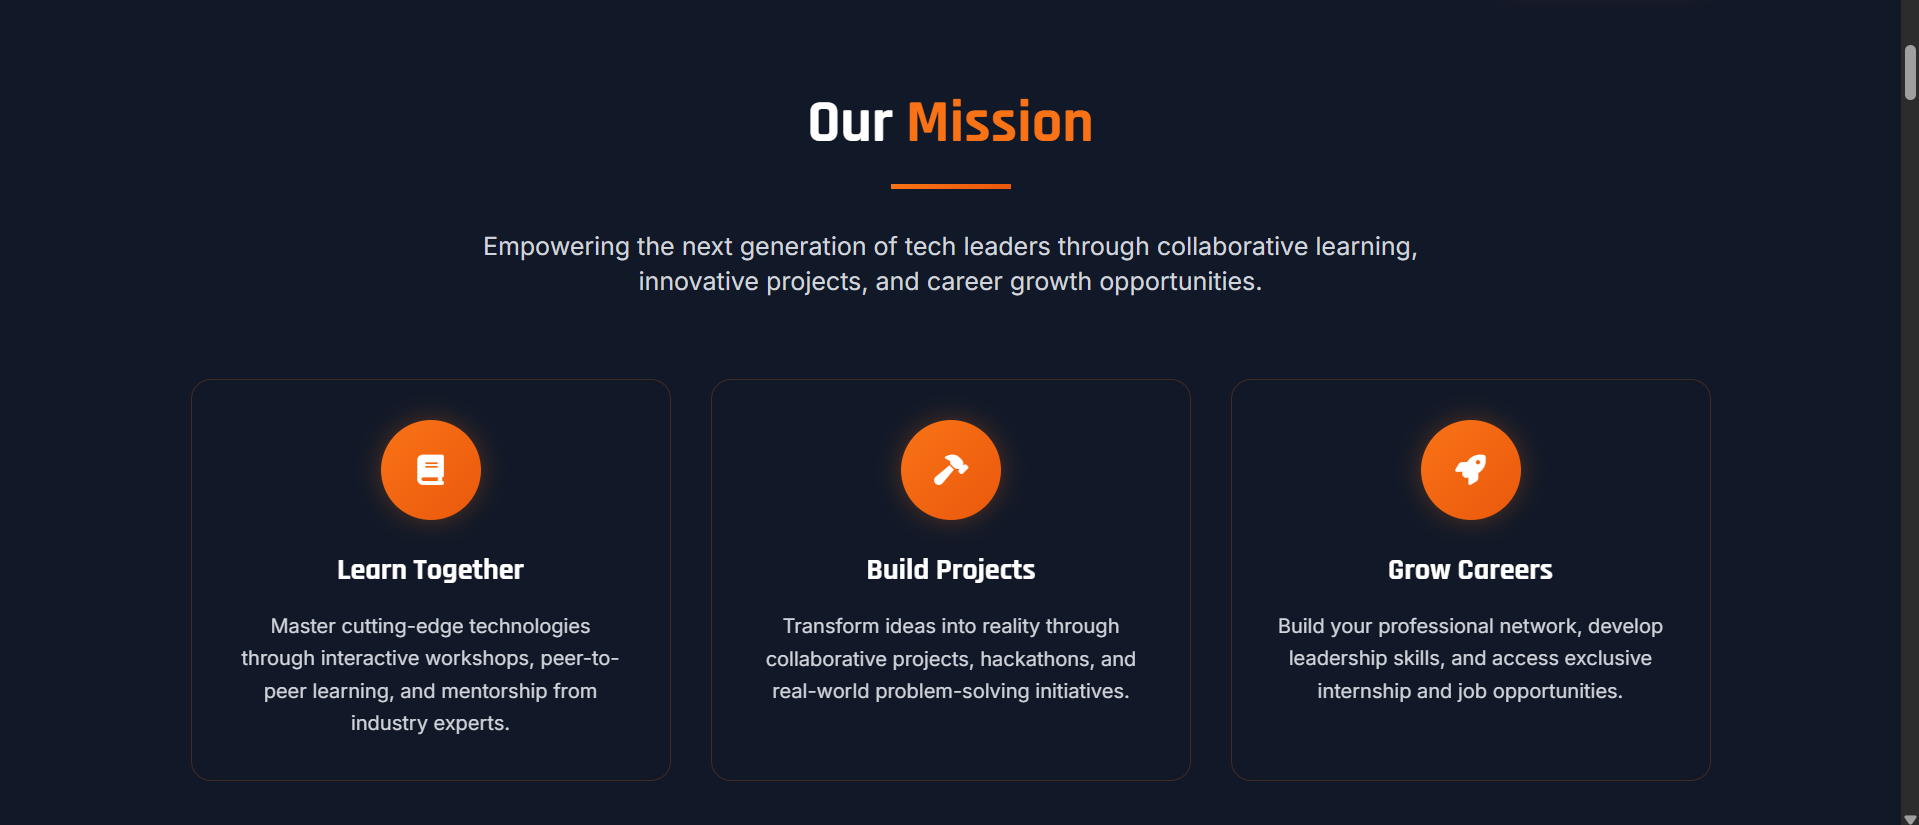 Our Mission
Empowering the next generation of tech leaders through collaborative learning,
innovative projects, and career growth opportunities.
Learn Together
Master cutting-edge technologies
through interactive workshops, peer-to-
peer learning, and mentorship from
industry experts.
Build Projects
Transform ideas into reality through
collaborative projects, hackathons, and
real-world problem-solving initiatives.
Grow Careers
Build your professional network, develop
leadership skills, and access exclusive
internship and job opportunities.